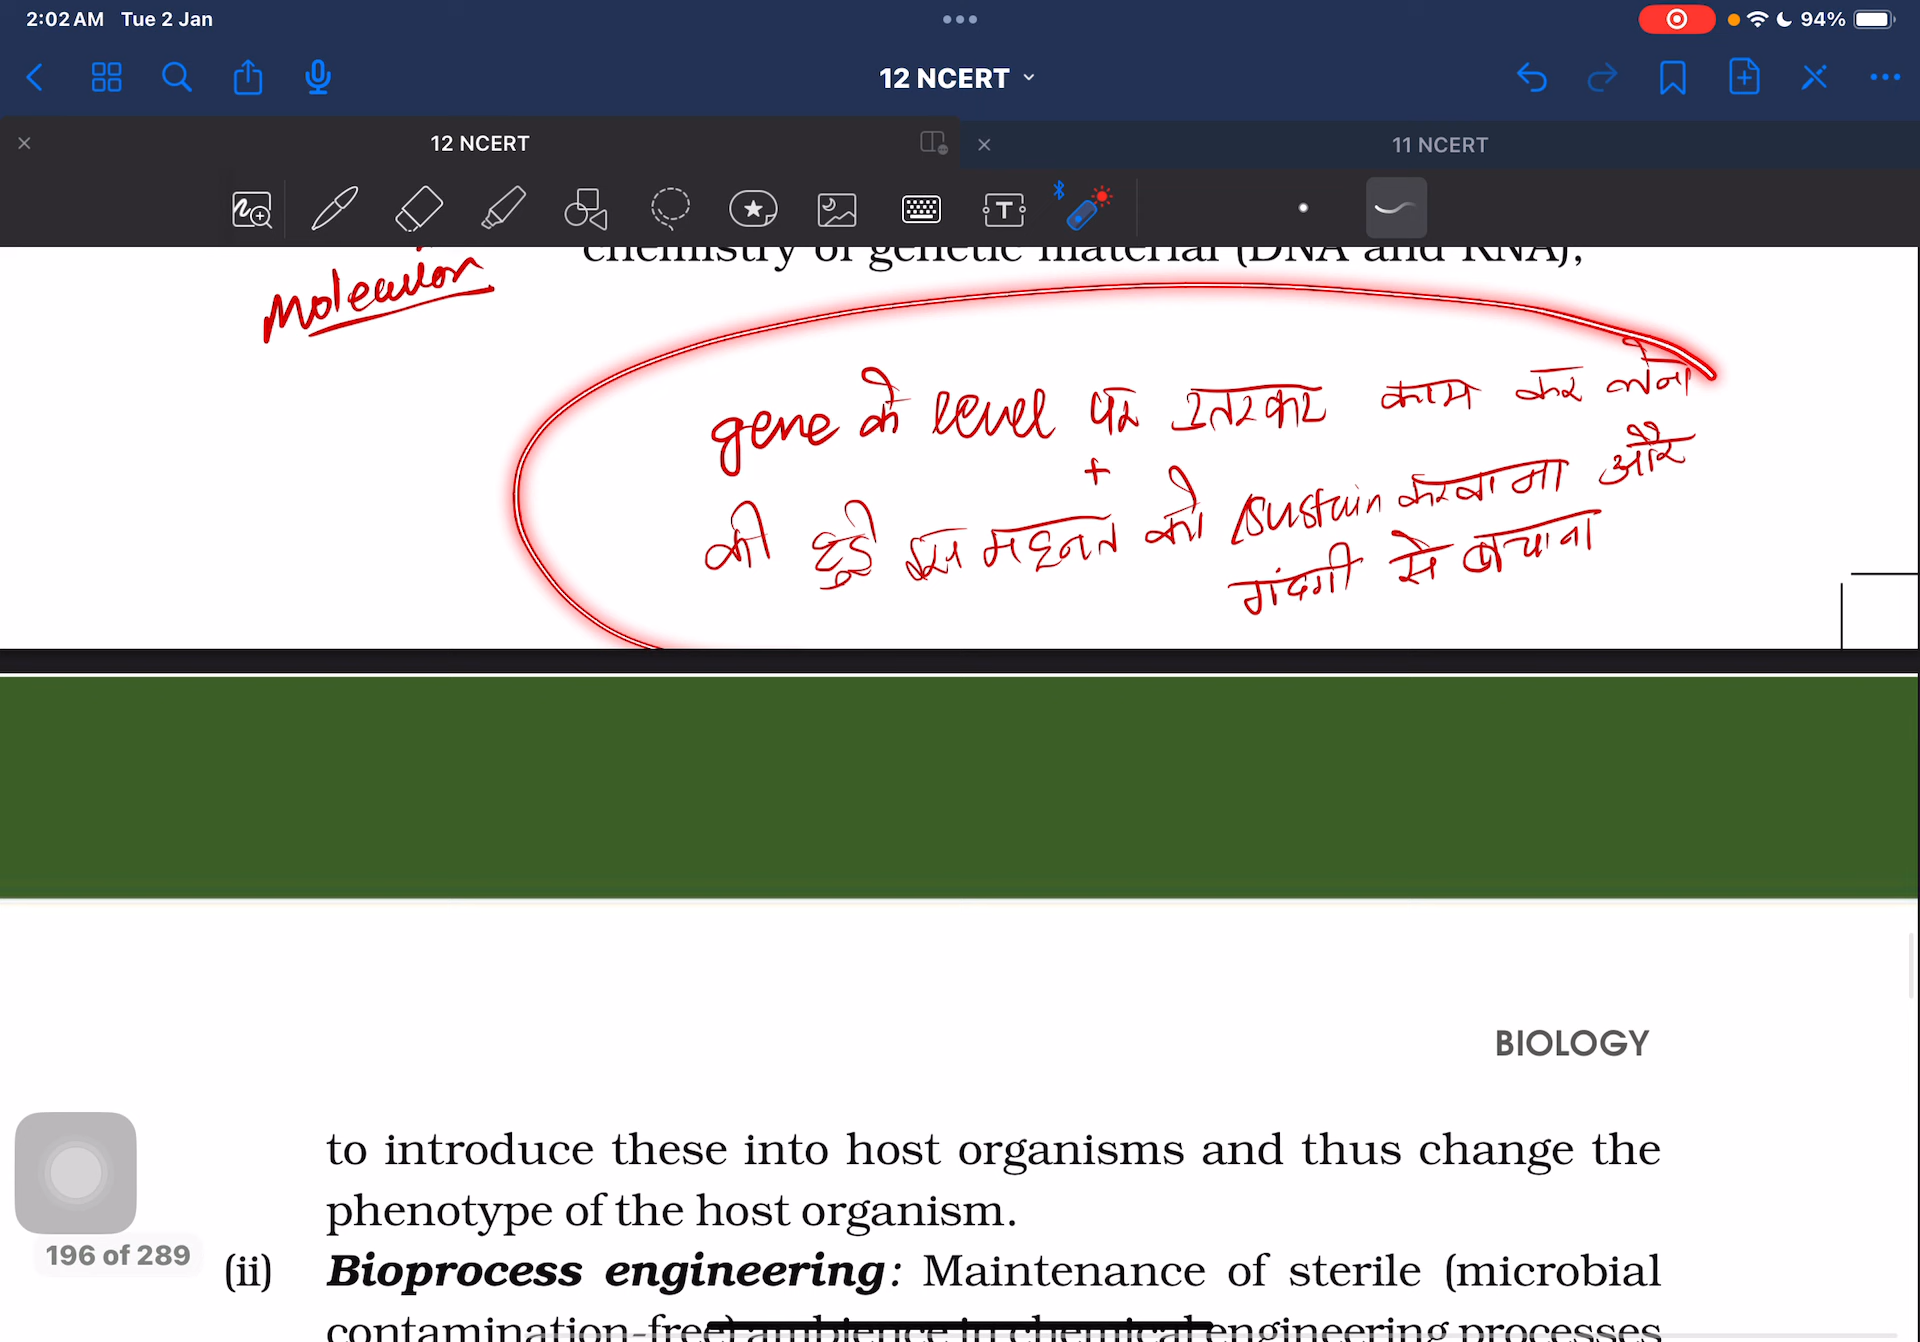 2:02 AM Tue 2 Jan
94%
12 NCERT
12 NCERT
11 NCERT
chemistry of genetic material (DNA and RNA),
gene के level पर उतरकर काम कर लेना
+
की हुई इस महनत को sustain करवाना और
गंदगी से बचाना
BIOLOGY
to introduce these into host organisms and thus change the
phenotype of the host organism.
196 of 289
(ii) Bioprocess engineering: Maintenance of sterile (microbial
contamination-free) ambience in chemical engineering processes